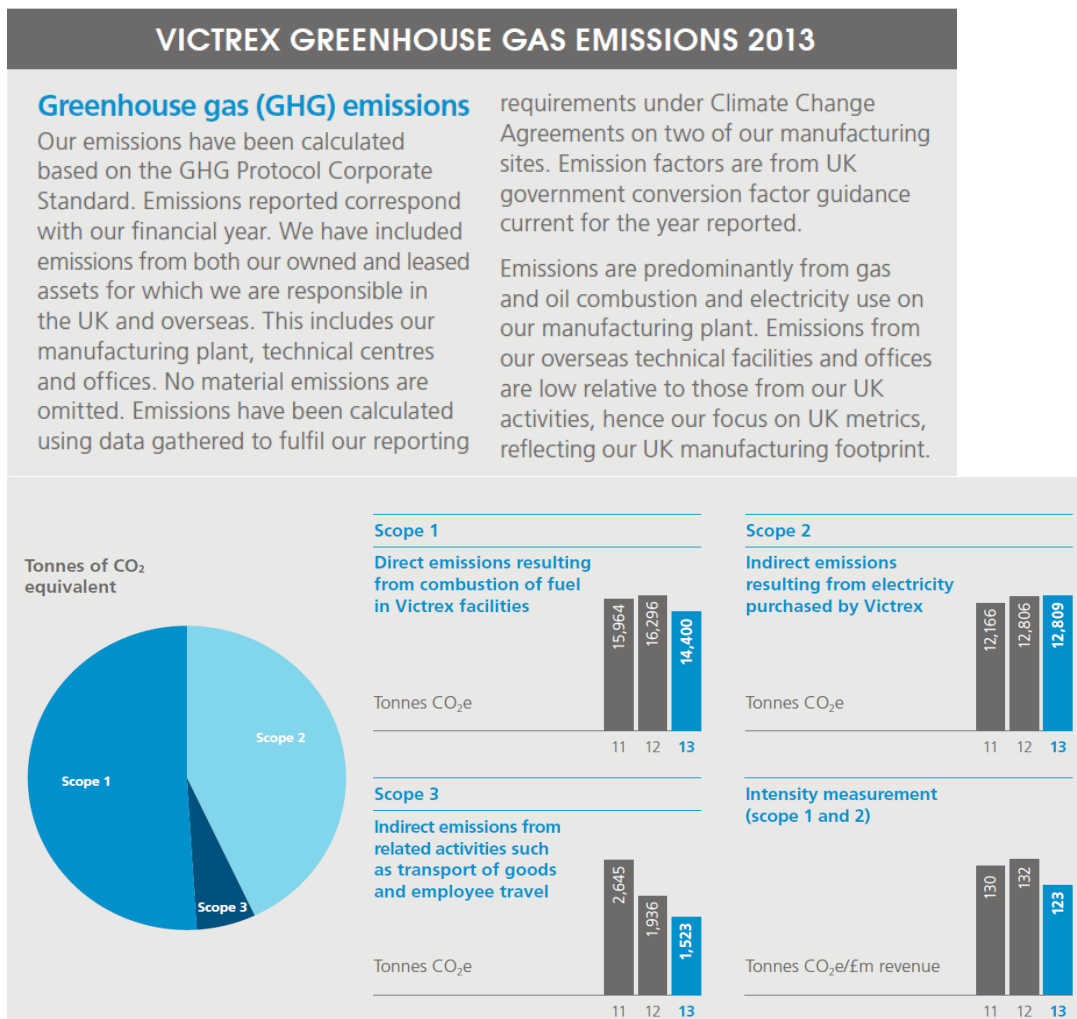 VICTREX GREENHOUSE GAS EMISSIONS 2013
Greenhouse gas (GHG) emissions
Our emissions have been calculated
based on the GHG Protocol Corporate
Standard. Emissions reported correspond
with our financial year. We have included
emissions from both our owned and leased
assets for which we are responsible in
the UK and overseas. This includes our
manufacturing plant, technical centres
and offices. No material emissions are
omitted. Emissions have been calculated
using data gathered to fulfil our reporting
requirements under Climate Change
Agreements on two of our manufacturing
sites. Emission factors are from UK
government conversion factor guidance
current for the year reported.
Emissions are predominantly from gas
and oil combustion and electricity use on
our manufacturing plant. Emissions from
our overseas technical facilities and offices
are low relative to those from our UK
activities, hence our focus on UK metrics,
reflecting our UK manufacturing footprint.
Tonnes of CO₂
equivalent
Scope 1
Scope 2
Scope 3
Scope 1
Direct emissions resulting
from combustion of fuel
in Victrex facilities
Tonnes CO₂e
15,964
16,296
14,400
11 12 13
Scope 2
Indirect emissions
resulting from electricity
purchased by Victrex
Tonnes CO₂e
12,166
12,806
12,809
11 12 13
Scope 3
Indirect emissions from
related activities such
as transport of goods
and employee travel
Tonnes CO₂e
2,645
1,936
1,523
11 12 13
Intensity measurement
(scope 1 and 2)
Tonnes CO₂e/£m revenue
130
132
123
11 12 13